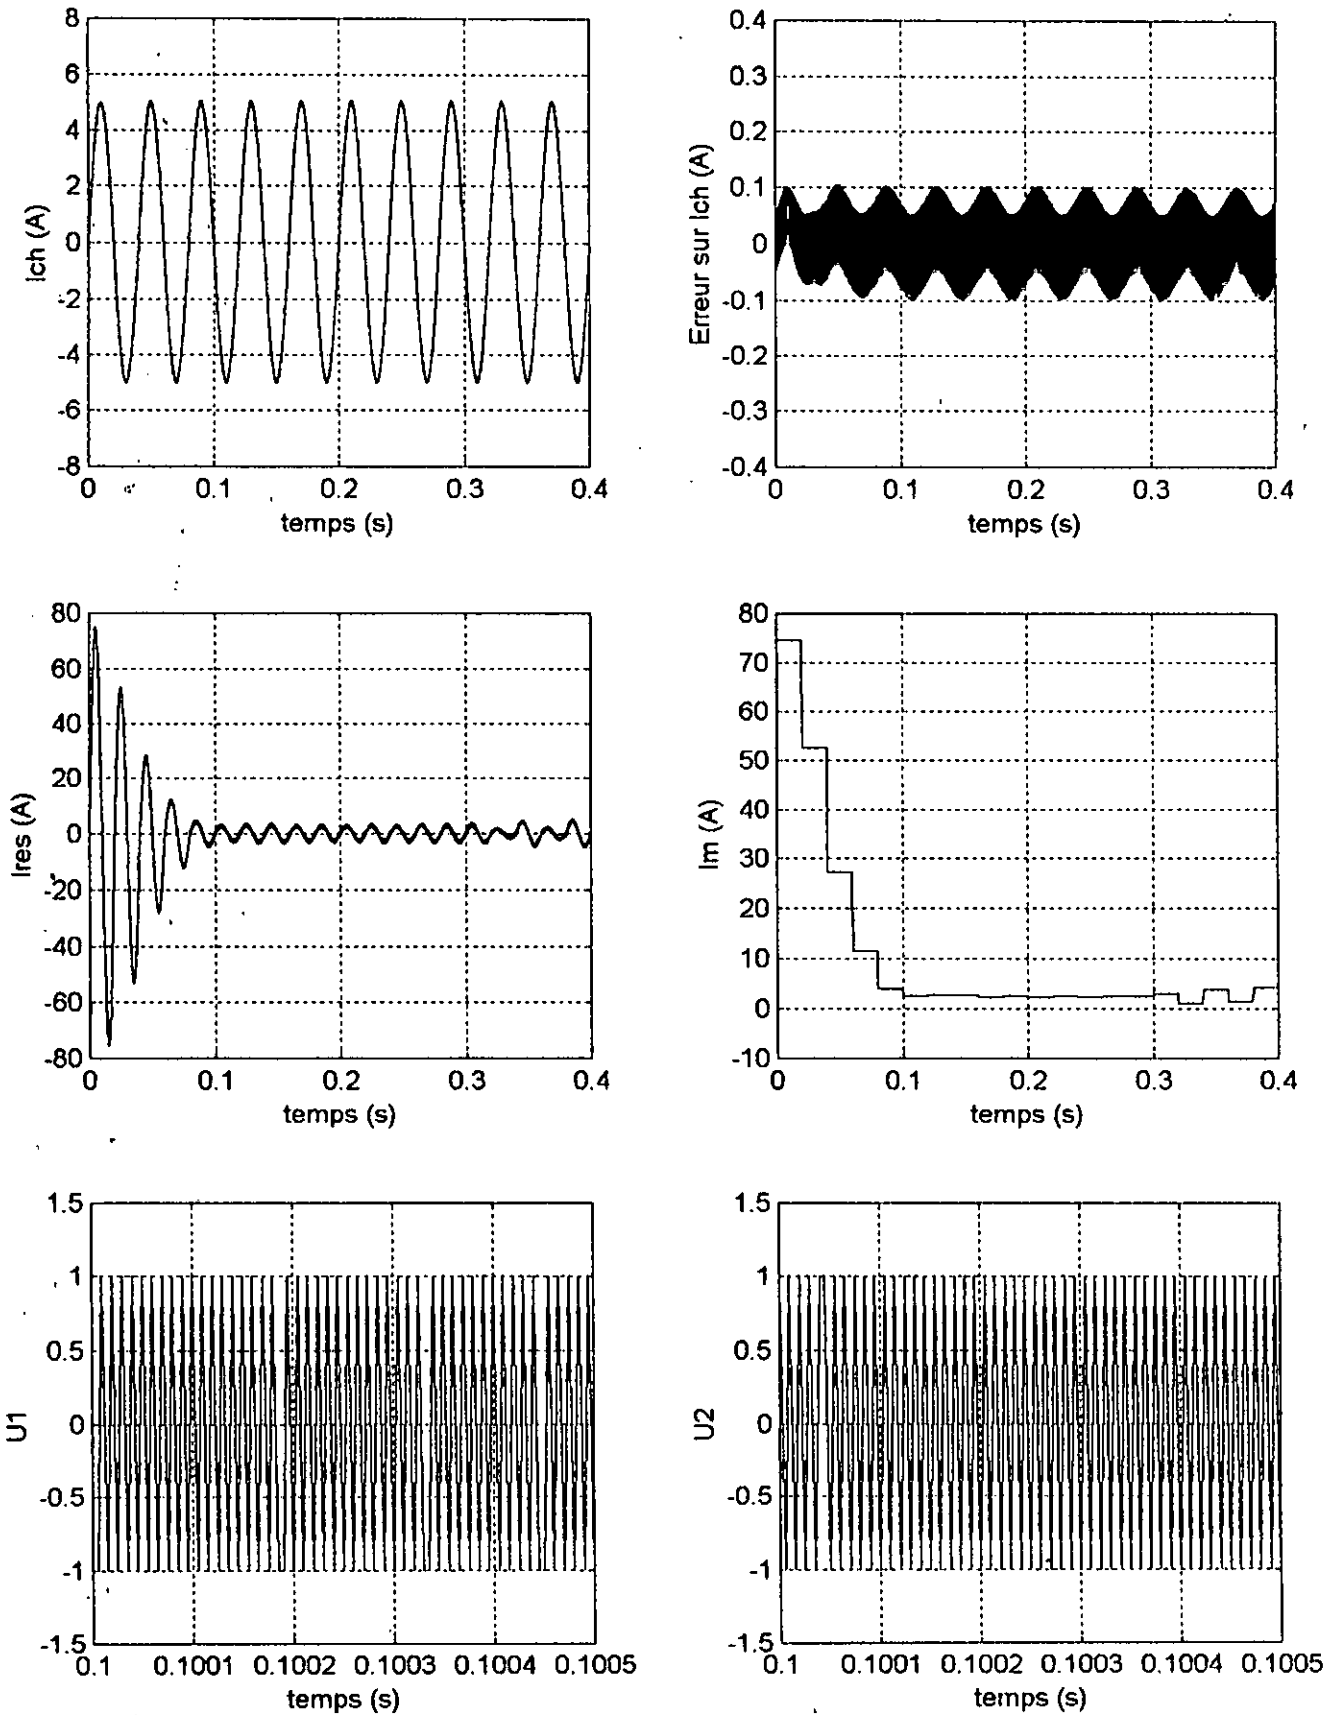 8
6
4
2
0
-2
-4
-6
-8
Ich (A)
0 0.1 0.2 0.3 0.4
temps (s)
0.4
0.3
0.2
0.1
0
-0.1
-0.2
-0.3
-0.4
Erreur sur Ich (A)
0 0.1 0.2 0.3 0.4
temps (s)
80
60
40
20
0
-20
-40
-60
-80
Ires (A)
0 0.1 0.2 0.3 0.4
temps (s)
80
70
60
50
40
30
20
10
0
-10
Im (A)
0 0.1 0.2 0.3 0.4
temps (s)
1.5
1
0.5
0
-0.5
-1
-1.5
U1
0.1 0.1001 0.1002 0.1003 0.1004 0.1005
temps (s)
1.5
1
0.5
0
-0.5
-1
-1.5
U2
0.1 0.1001 0.1002 0.1003 0.1004 0.1005
temps (s)